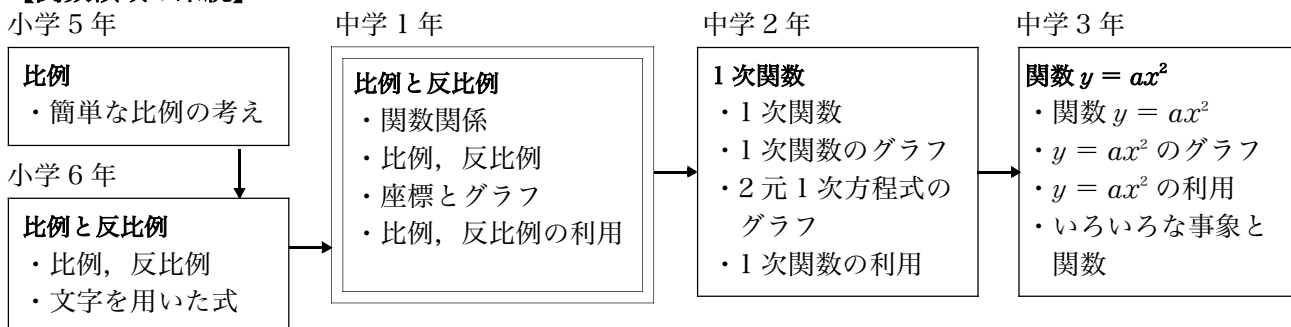 小学5年
比例
・簡単な比例の考え
小学6年
比例と反比例
・比例，反比例
・文字を用いた式
中学1年
比例と反比例
・関数関係
・比例，反比例
・座標とグラフ
・比例，反比例の利用
中学2年
1次関数
・1次関数
・1次関数のグラフ
・2元1次方程式の
グラフ
・1次関数の利用
中学3年
関数 y = ax²
・関数 y = ax²
・y = ax² のグラフ
・y = ax² の利用
・いろいろな事象と
関数